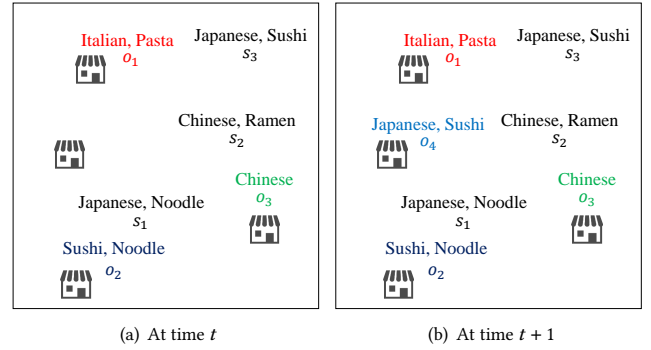 Italian, Pasta
o₁
Japanese, Sushi
s₃
Chinese, Ramen
s₂
Chinese
o₃
Japanese, Noodle
s₁
Sushi, Noodle
o₂
(a) At time t
Italian, Pasta
o₁
Japanese, Sushi
s₃
Japanese, Sushi
o₄
Chinese, Ramen
s₂
Chinese
o₃
Japanese, Noodle
s₁
Sushi, Noodle
o₂
(b) At time t + 1